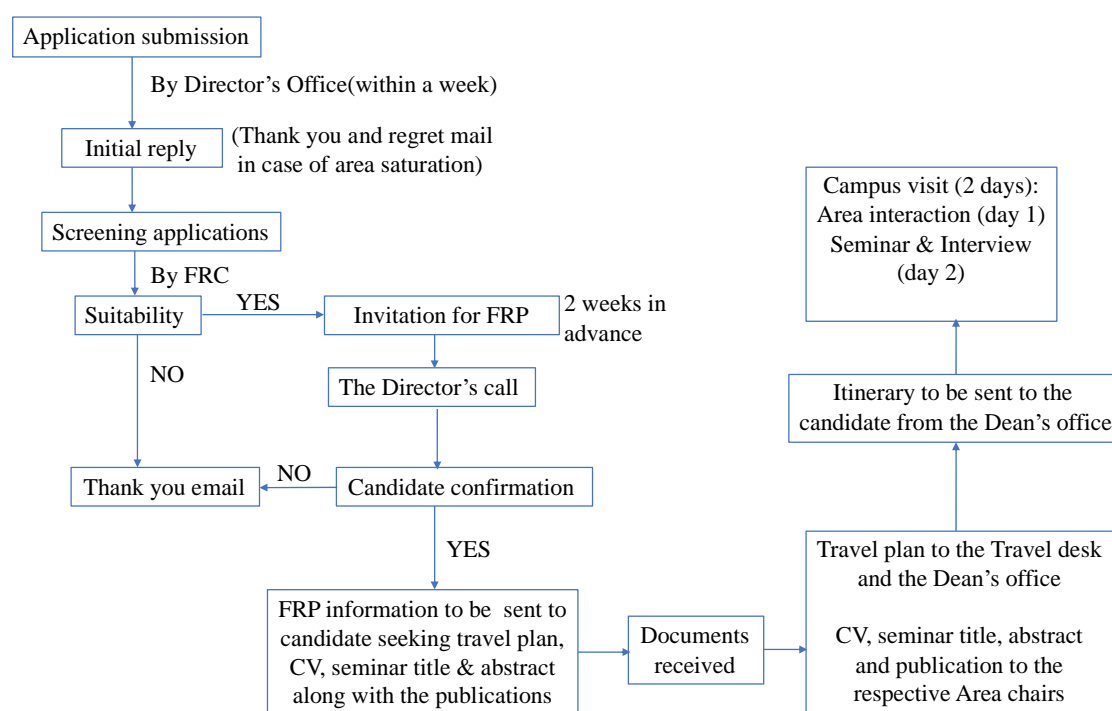 Application submission
By Director’s Office(within a week)
Initial reply
(Thank you and regret mail
in case of area saturation)
Screening applications
By FRC
Suitability
YES
Invitation for FRP
2 weeks in
advance
NO
The Director’s call
Thank you email
NO
Candidate confirmation
YES
FRP information to be sent to
candidate seeking travel plan,
CV, seminar title & abstract
along with the publications
Documents
received
Travel plan to the Travel desk
and the Dean’s office
CV, seminar title, abstract
and publication to the
respective Area chairs
Itinerary to be sent to the
candidate from the Dean’s office
Campus visit (2 days):
Area interaction (day 1)
Seminar & Interview
(day 2)